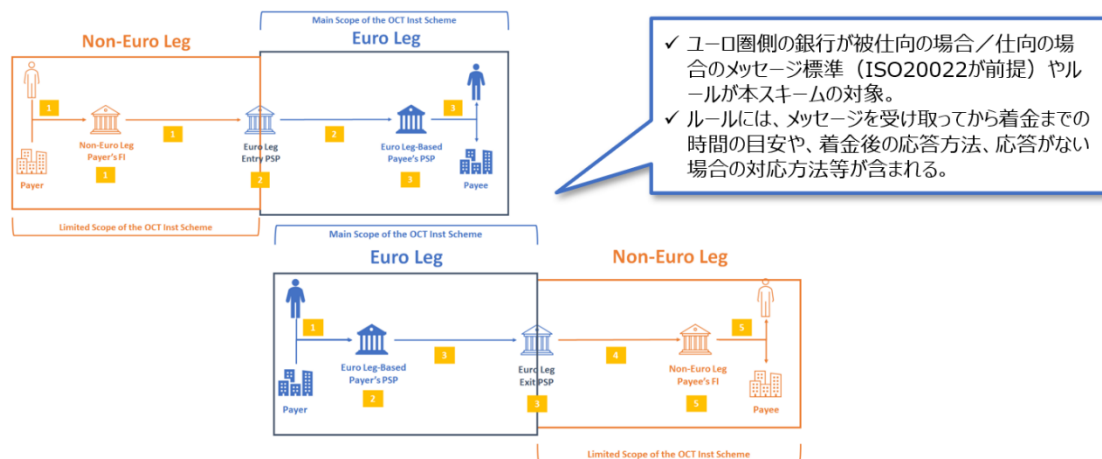 Main Scope of the OCT Inst Scheme
Non-Euro Leg
Euro Leg
1
1
2
3
Non-Euro Leg
Payer's FI
Euro Leg
Entry PSP
Euro Leg-Based
Payee's PSP
Payer
1
2
3
Payee
Limited Scope of the OCT Inst Scheme
✓ ユーロ圏側の銀行が被仕向の場合/仕向の場
合のメッセージ標準(ISO20022が前提)やルー
ルが本スキームの対象。
✓ ルールには、メッセージを受け取ってから着金までの
時間の目安や、着金後の応答方法、応答がない
場合の対応方法等が含まれる。
Main Scope of the OCT Inst Scheme
Euro Leg
Non-Euro Leg
1
3
4
5
Euro Leg-Based
Payer's PSP
Euro Leg
Exit PSP
Non-Euro Leg
Payee's FI
Payer
2
3
5
Payee
Limited Scope of the OCT Inst Scheme